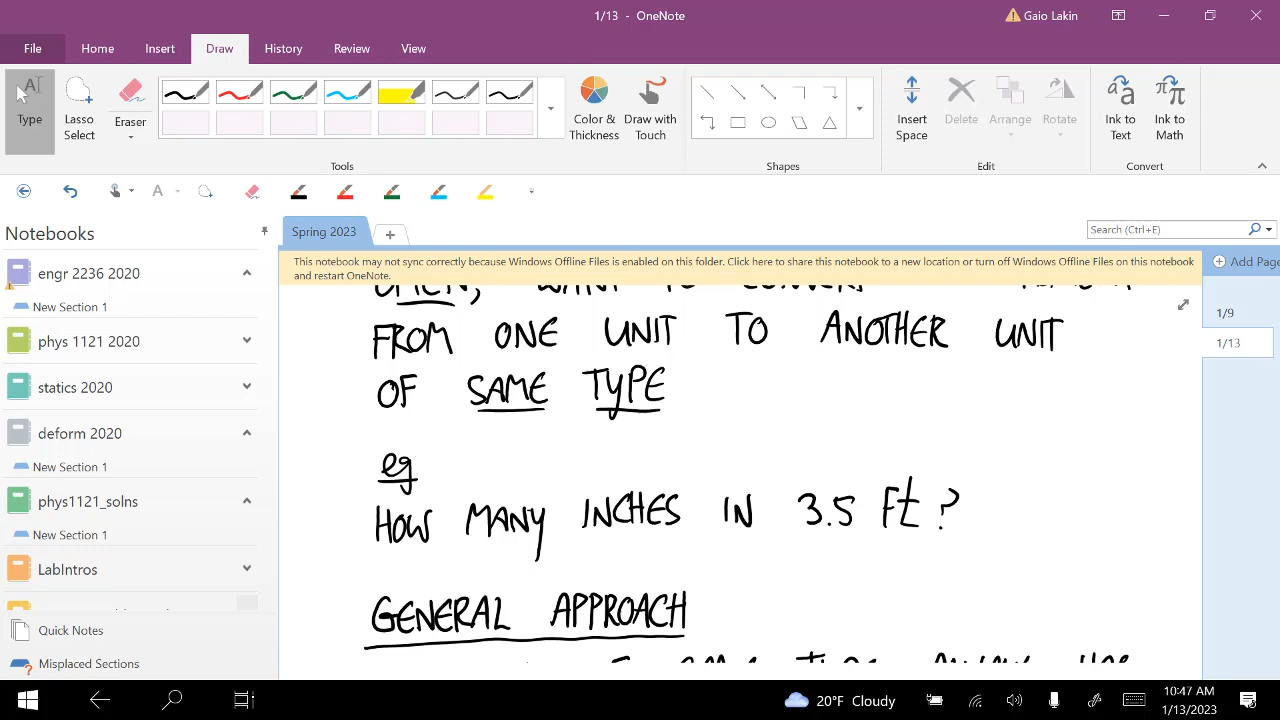 1/13 - OneNote
Gaio Lakin
File Home Insert Draw History Review View
Type
Lasso Select
Eraser
Color & Thickness
Draw with Touch
Insert Space
Delete
Arrange
Rotate
Ink to Text
Ink to Math
Tools
Shapes
Edit
Convert
Notebooks
Spring 2023
Search (Ctrl+E)
This notebook may not sync correctly because Windows Offline Files is enabled on this folder. Click here to share this notebook to a new location or turn off Windows Offline Files on this notebook
and restart OneNote.
Add Page
1/9
1/13
engr 2236 2020
New Section 1
phys 1121 2020
statics 2020
deform 2020
New Section 1
phys1121_solns
LabIntros
Quick Notes
Misplaced Sections
OFTEN, WANT TO CONVERT
FROM ONE UNIT TO ANOTHER UNIT
OF SAME TYPE
eg
HOW MANY INCHES IN 3.5 Ft ?
GENERAL APPROACH
20°F Cloudy
10:47 AM
1/13/2023